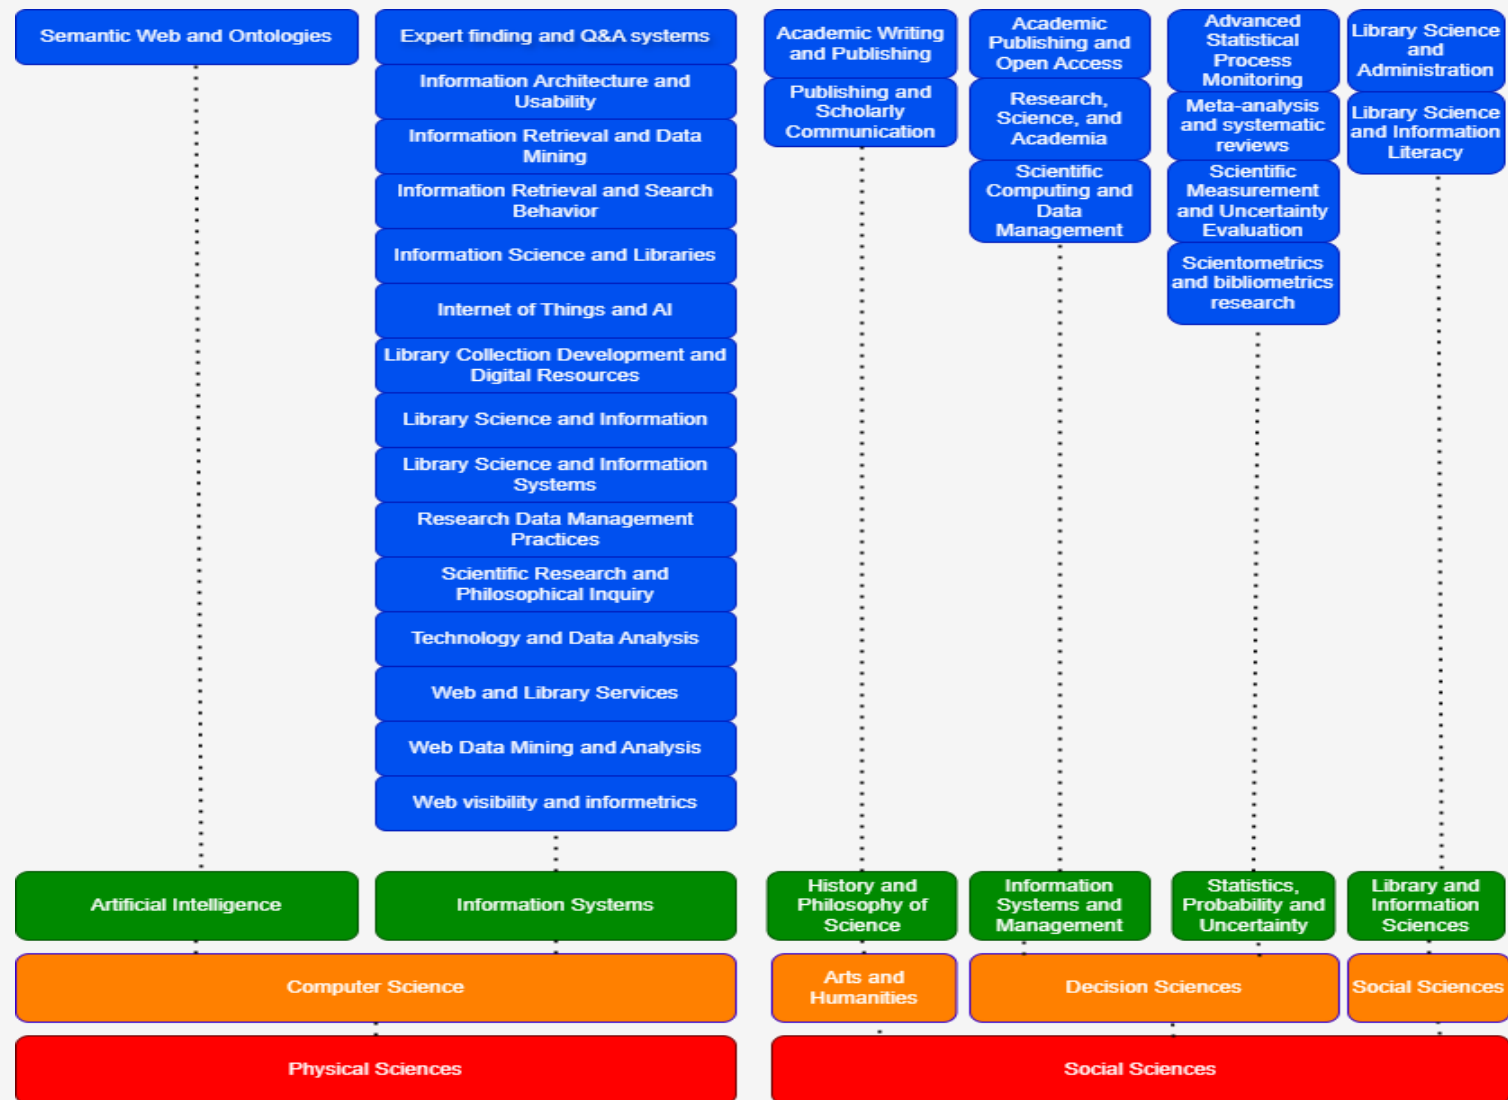 Semantic Web and Ontologies
Expert finding and Q&A systems
Information Architecture and
Usability
Information Retrieval and Data
Mining
Information Retrieval and Search
Behavior
Information Science and Libraries
Internet of Things and AI
Library Collection Development and
Digital Resources
Library Science and Information
Library Science and Information
Systems
Research Data Management
Practices
Scientific Research and
Philosophical Inquiry
Technology and Data Analysis
Web and Library Services
Web Data Mining and Analysis
Web visibility and informetrics
Academic Writing
and Publishing
Publishing and
Scholarly
Communication
Academic
Publishing and
Open Access
Research,
Science, and
Academia
Scientific
Computing and
Data
Management
Advanced
Statistical
Process
Monitoring
Meta-analysis
and systematic
reviews
Scientific
Measurement
and Uncertainty
Evaluation
Scientometrics
and bibliometrics
research
Library Science
and
Administration
Library Science
and Information
Literacy
Artificial Intelligence
Information Systems
History and
Philosophy of
Science
Information
Systems and
Management
Statistics,
Probability and
Uncertainty
Library and
Information
Sciences
Computer Science
Arts and
Humanities
Decision Sciences
Social Sciences
Physical Sciences
Social Sciences